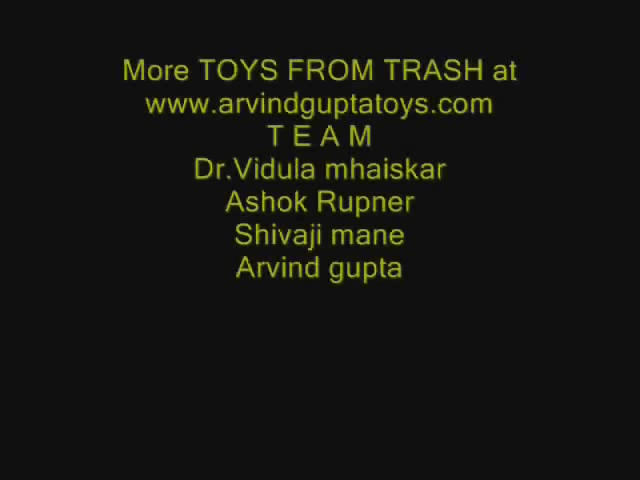 More TOYS FROM TRASH at
www.arvindguptatoys.com
T E A M
Dr.Vidula mhaiskar
Ashok Rupner
Shivaji mane
Arvind gupta